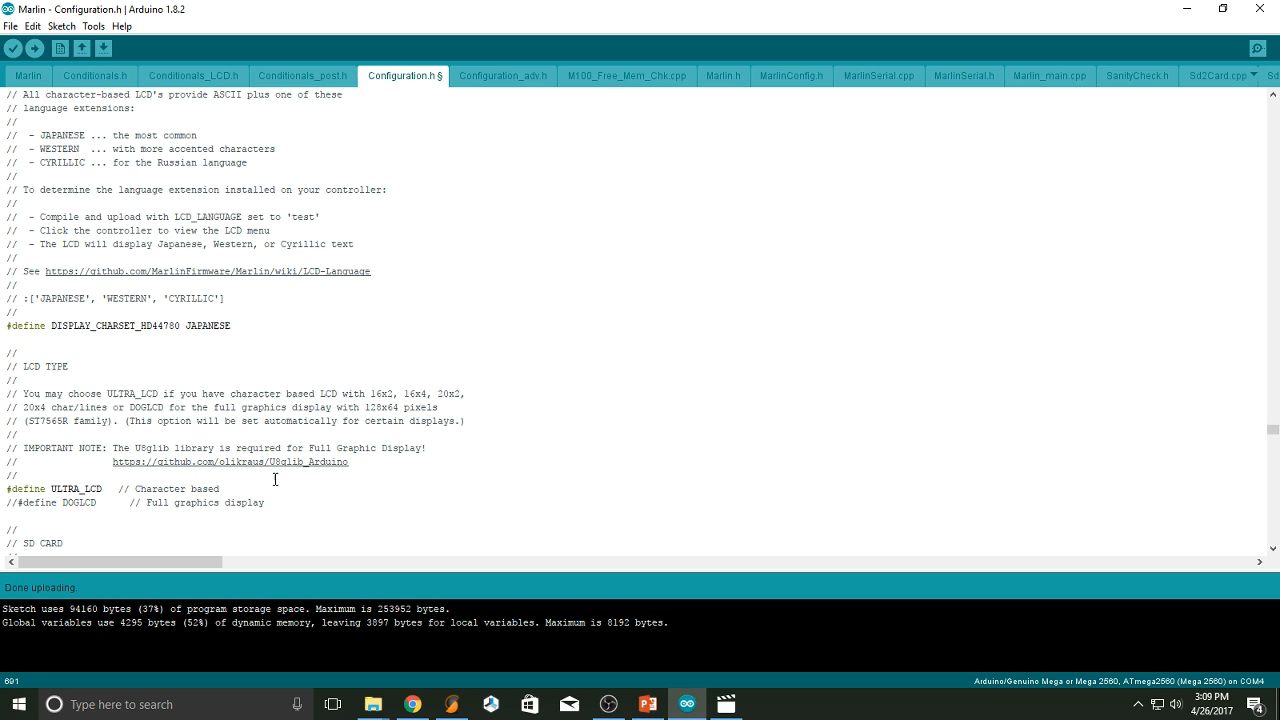 Marlin - Configuration.h | Arduino 1.8.2
File Edit Sketch Tools Help
Marlin Conditionals.h Conditionals_LCD.h Conditionals_post.h Configuration.h § Configuration_adv.h M100_Free_Mem_Chk.cpp Marlin.h MarlinConfig.h MarlinSerial.cpp MarlinSerial.h Marlin_main.cpp SanityCheck.h Sd2Card.cpp Sd
// All character-based LCD's provide ASCII plus one of these
// language extensions:
//
// - JAPANESE ... the most common
// - WESTERN ... with more accented characters
// - CYRILLIC ... for the Russian language
//
// To determine the language extension installed on your controller:
//
// - Compile and upload with LCD_LANGUAGE set to 'test'
// - Click the controller to view the LCD menu
// - The LCD will display Japanese, Western, or Cyrillic text
//
// See https://github.com/MarlinFirmware/Marlin/wiki/LCD-Language
//
// :['JAPANESE', 'WESTERN', 'CYRILLIC']
//
#define DISPLAY_CHARSET_HD44780 JAPANESE
//
// LCD TYPE
//
// You may choose ULTRA_LCD if you have character based LCD with 16x2, 16x4, 20x2,
// 20x4 char/lines or DOGLCD for the full graphics display with 128x64 pixels
// (ST7565R family). (This option will be set automatically for certain displays.)
//
// IMPORTANT NOTE: The U8glib library is required for Full Graphic Display!
// https://github.com/olikraus/U8glib_Arduino
//
#define ULTRA_LCD // Character based
//#define DOGLCD // Full graphics display
//
// SD CARD
Done uploading.
Sketch uses 94160 bytes (37%) of program storage space. Maximum is 253952 bytes.
Global variables use 4295 bytes (52%) of dynamic memory, leaving 3897 bytes for local variables. Maximum is 8192 bytes.
691 Arduino/Genuino Mega or Mega 2560, ATmega2560 (Mega 2560) on COM4
Type here to search
3:09 PM
4/26/2017
4